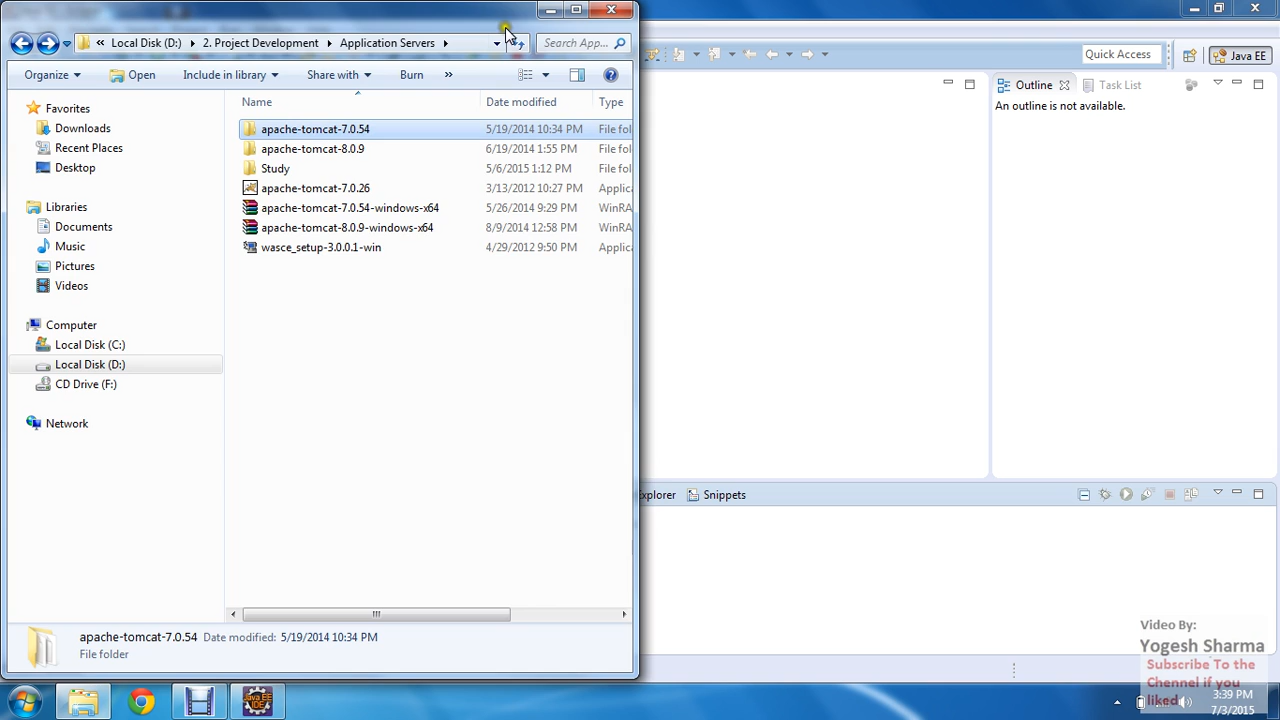 « Local Disk (D:) ▸ 2. Project Development ▸ Application Servers ▸
Search App...
Organize Open Include in library Share with Burn »
Name Date modified Type
Favorites
Downloads
Recent Places
Desktop
Libraries
Documents
Music
Pictures
Videos
Computer
Local Disk (C:)
Local Disk (D:)
CD Drive (F:)
Network
apache-tomcat-7.0.54 5/19/2014 10:34 PM File fol
apache-tomcat-8.0.9 6/19/2014 1:55 PM File fol
Study 5/6/2015 1:12 PM File fol
apache-tomcat-7.0.26 3/13/2012 10:27 PM Applica
apache-tomcat-7.0.54-windows-x64 5/26/2014 9:29 PM WinRA
apache-tomcat-8.0.9-windows-x64 8/9/2014 12:58 PM WinRA
wasce_setup-3.0.0.1-win 4/29/2012 9:50 PM Applic
apache-tomcat-7.0.54 Date modified: 5/19/2014 10:34 PM
File folder
Quick Access
Java EE
Outline Task List
An outline is not available.
xplorer Snippets
Video By:
Yogesh Sharma
Subscribe To the
Chennel if you
liked
3:39 PM
7/3/2015
Java EE
IDE